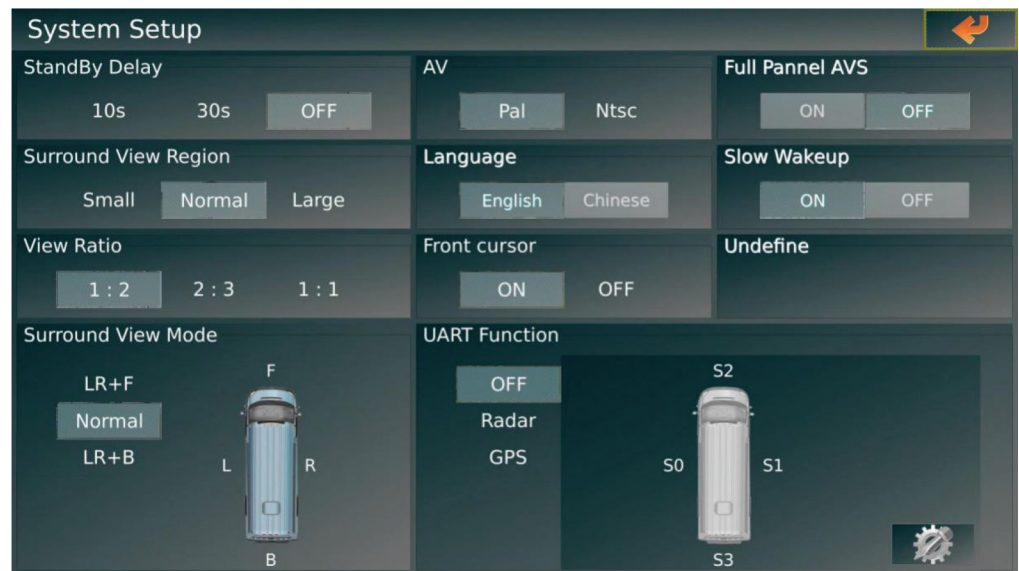 System Setup
StandBy Delay
10s 30s OFF
AV
Pal Ntsc
Full Pannel AVS
ON OFF
Surround View Region
Small Normal Large
Language
English Chinese
Slow Wakeup
ON OFF
View Ratio
1 : 2 2 : 3 1 : 1
Front cursor
ON OFF
Undefine
Surround View Mode
LR+F
Normal
LR+B
F
L R
B
UART Function
OFF
Radar
GPS
S2
S0 S1
S3